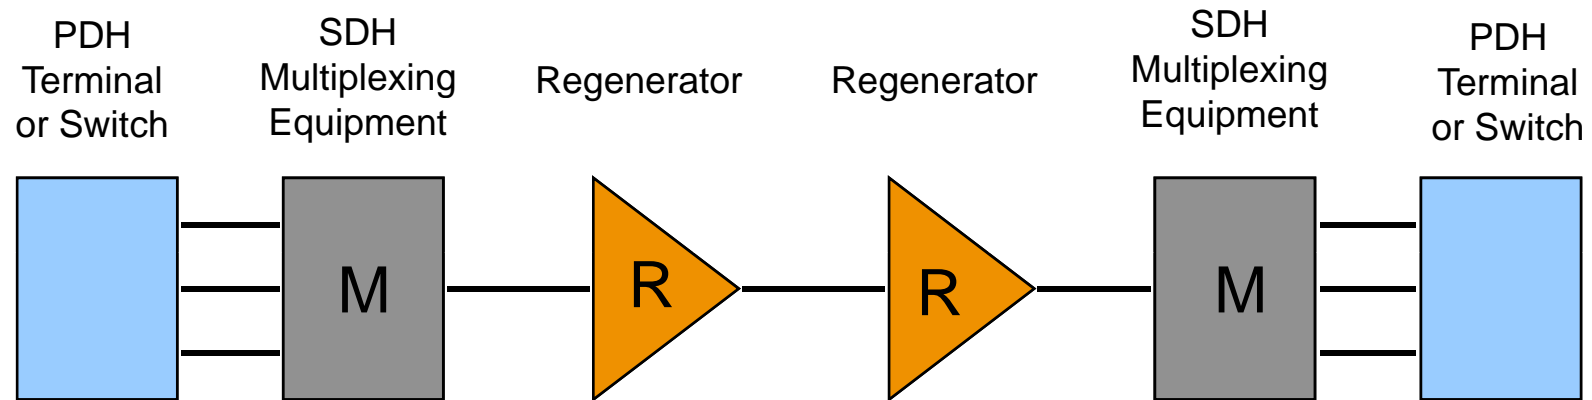 PDH
Terminal
or Switch
SDH
Multiplexing
Equipment
Regenerator
Regenerator
SDH
Multiplexing
Equipment
PDH
Terminal
or Switch
M
R
R
M